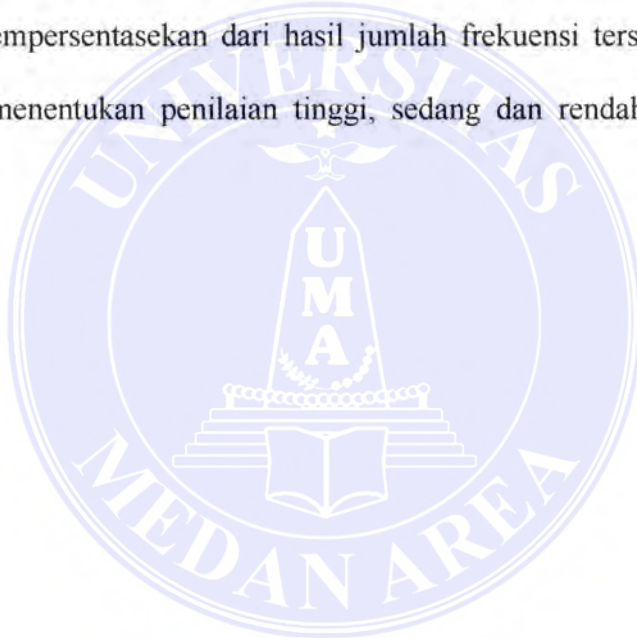 empersentasekan dari hasil jumlah frekuensi ters
menentukan penilaian tinggi, sedang dan rendah
UNIVERSITAS
U
M
A
MEDAN AREA